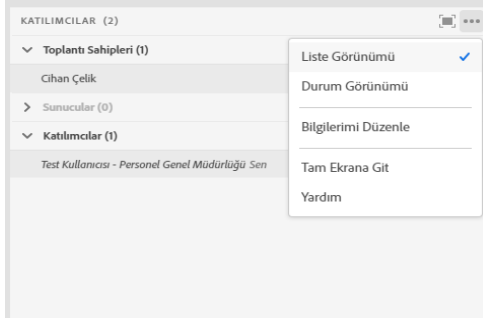 KATILIMCILAR (2)
Toplantı Sahipleri (1)
Cihan Çelik
Sunucular (0)
Katılımcılar (1)
Test Kullanıcısı - Personel Genel Müdürlüğü Sen
Liste Görünümü
Durum Görünümü
Bilgilerimi Düzenle
Tam Ekrana Git
Yardım